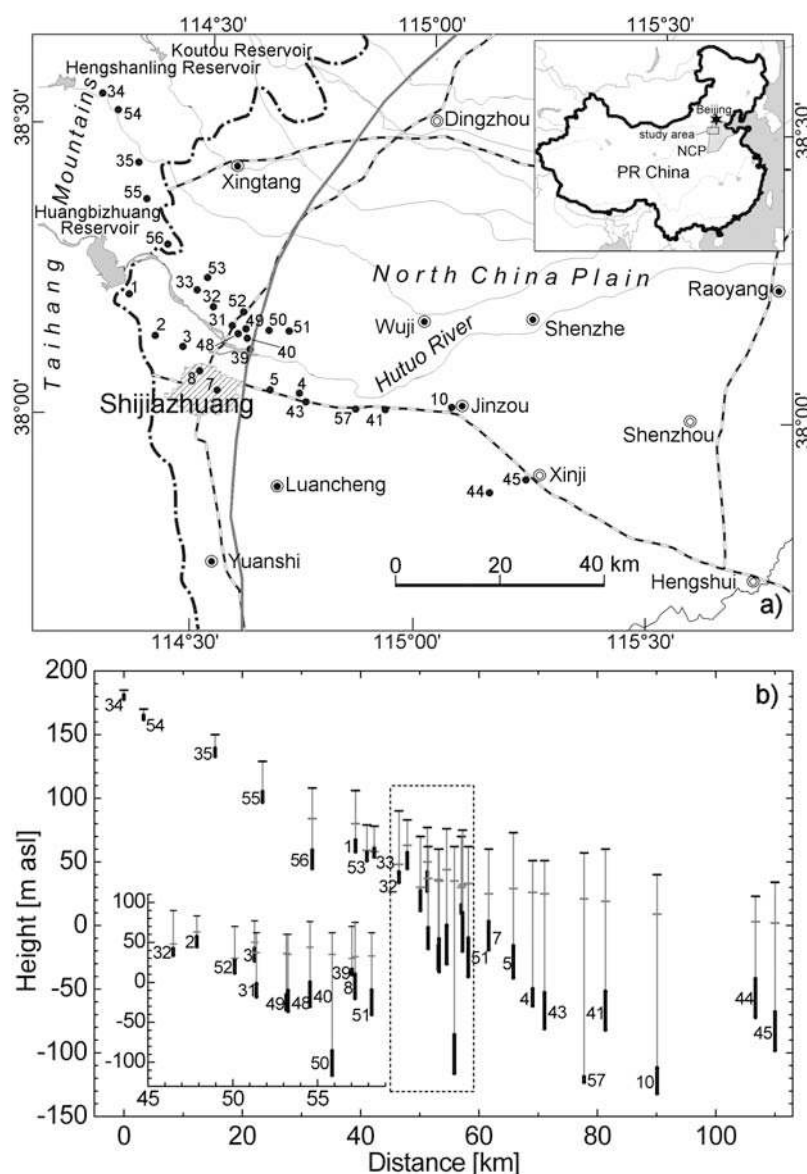 114°30'
115°00'
115°30'
Koutou Reservoir
Hengshanling Reservoir
34
54
38°30'
Mountains
Dingzhou
35
Xingtang
55
Huangbizhuang
Reservoir
56
Beijing
study area
NCP
PR China
38°30'
53
33
32
1
52
31
49
50
51
2
3
48
39
40
North China Plain
Raoyang
Wuji
Shenzhe
Hutuo River
Taihang
8
7
5
4
43
57
41
10
Jinzou
38°00'
Shijiazhuang
38°00'
Shenzhou
44
45
Xinji
Luancheng
0 20 40 km
Yuanshi
Hengshui
a)
114°30'
115°00'
115°30'
b)
200
150
100
50
0
-50
-100
-150
Height [m asl]
34
54
35
55
56
1
53
33
32
51
7
5
4
43
57
41
10
44
45
100
50
0
-50
-100
32
2
52
3
31
49
48
40
50
39
8
51
45 50 55
0 20 40 60 80 100
Distance [km]